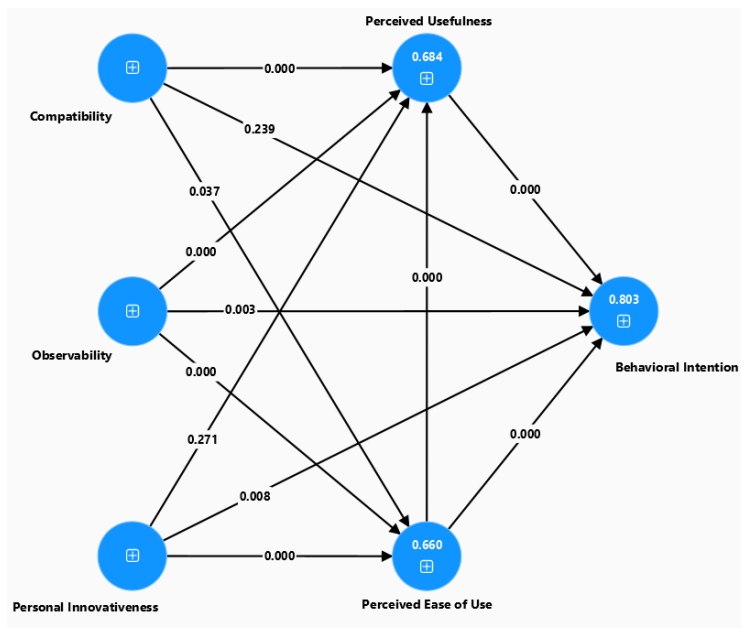 Perceived Usefulness
0.684
0.000
Compatibility
0.239
0.037
0.000
0.000
0.000
0.003
0.803
Observability
Behavioral Intention
0.000
0.271
0.000
0.008
0.660
0.000
Personal Innovativeness
Perceived Ease of Use